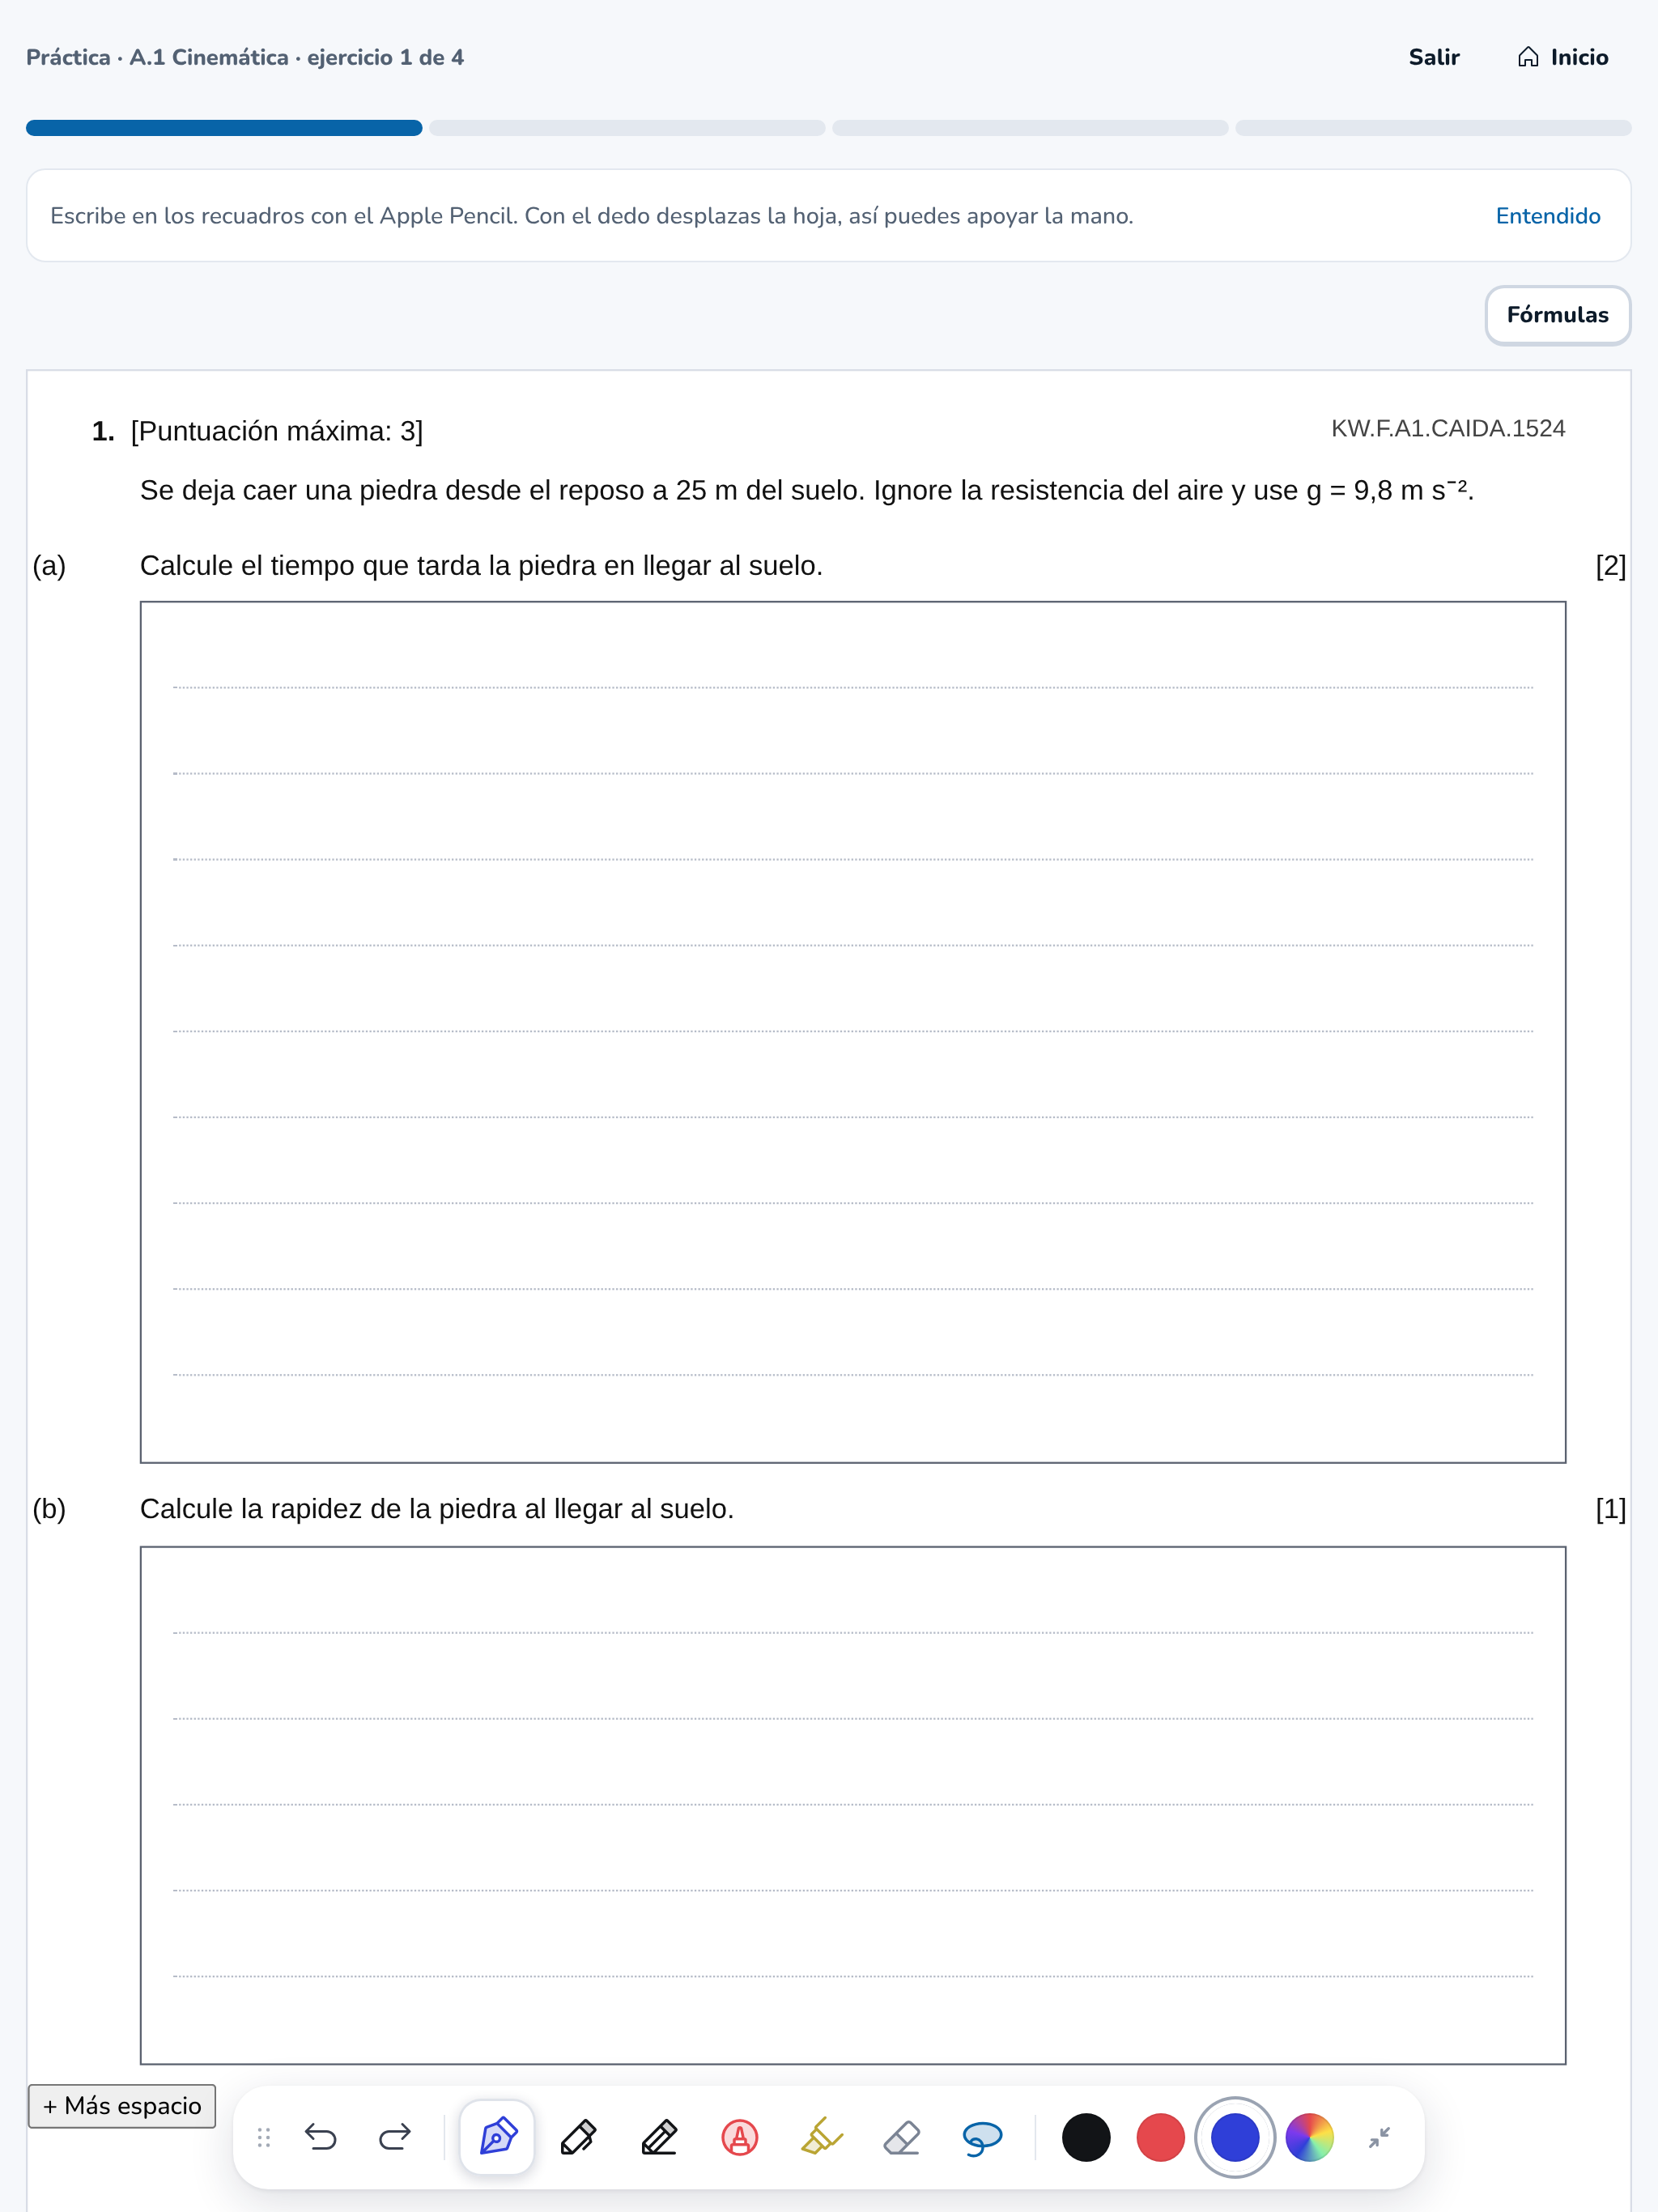 Práctica · A.1 Cinemática · ejercicio 1 de 4
Salir
Inicio
Escribe en los recuadros con el Apple Pencil. Con el dedo desplazas la hoja, así puedes apoyar la mano.
Entendido
Fórmulas
1. [Puntuación máxima: 3]
KW.F.A1.CAIDA.1524
Se deja caer una piedra desde el reposo a 25 m del suelo. Ignore la resistencia del aire y use g = 9,8 m s⁻².
(a) Calcule el tiempo que tarda la piedra en llegar al suelo. [2]
(b) Calcule la rapidez de la piedra al llegar al suelo. [1]
+ Más espacio